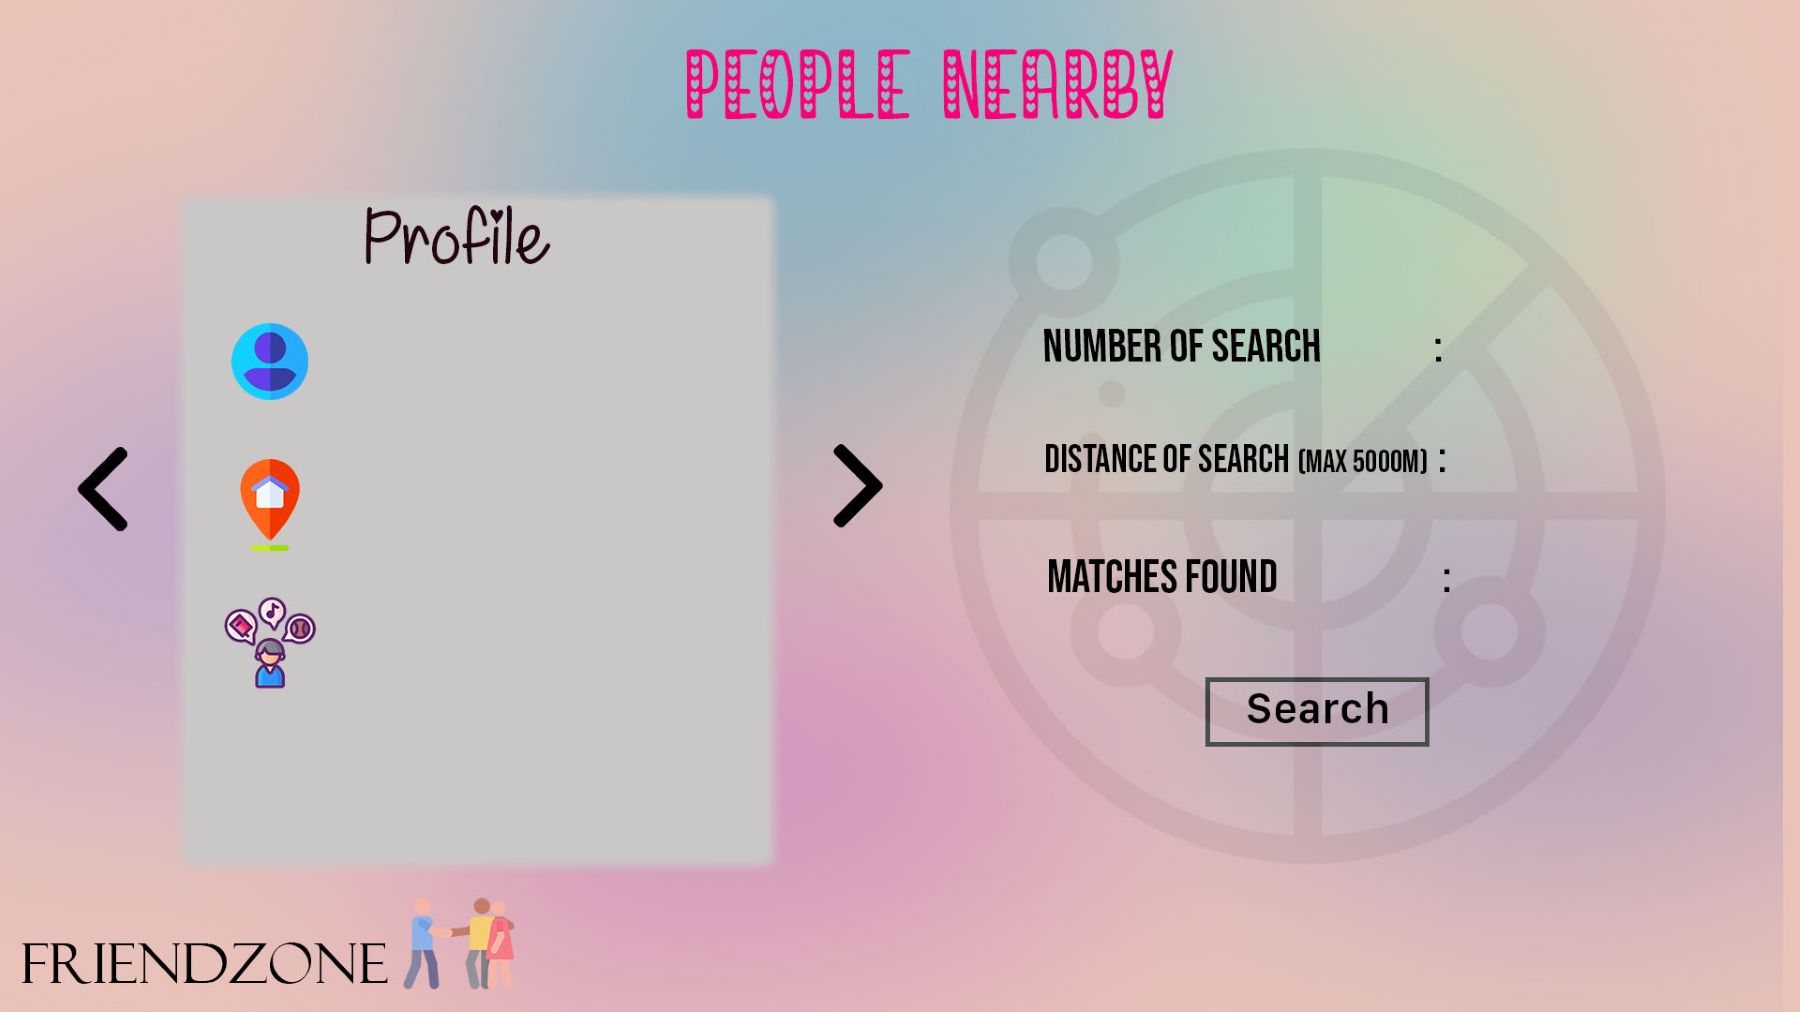 PEOPLE NEARBY
Profile
NUMBER OF SEARCH :
DISTANCE OF SEARCH (MAX 5000M) :
MATCHES FOUND :
Search
FRIENDZONE